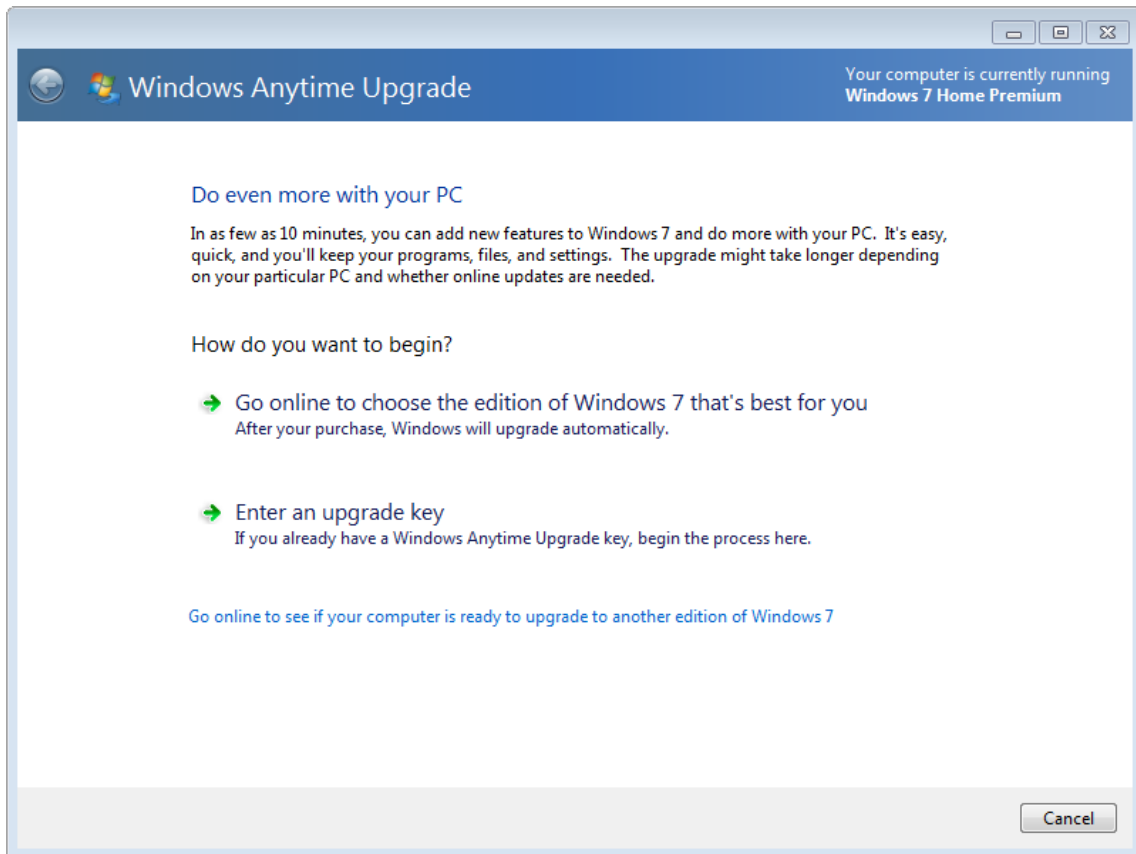 Windows Anytime Upgrade
Your computer is currently running
Windows 7 Home Premium
Do even more with your PC
In as few as 10 minutes, you can add new features to Windows 7 and do more with your PC.  It's easy,
quick, and you'll keep your programs, files, and settings.  The upgrade might take longer depending
on your particular PC and whether online updates are needed.
How do you want to begin?
Go online to choose the edition of Windows 7 that's best for you
After your purchase, Windows will upgrade automatically.
Enter an upgrade key
If you already have a Windows Anytime Upgrade key, begin the process here.
Go online to see if your computer is ready to upgrade to another edition of Windows 7
Cancel